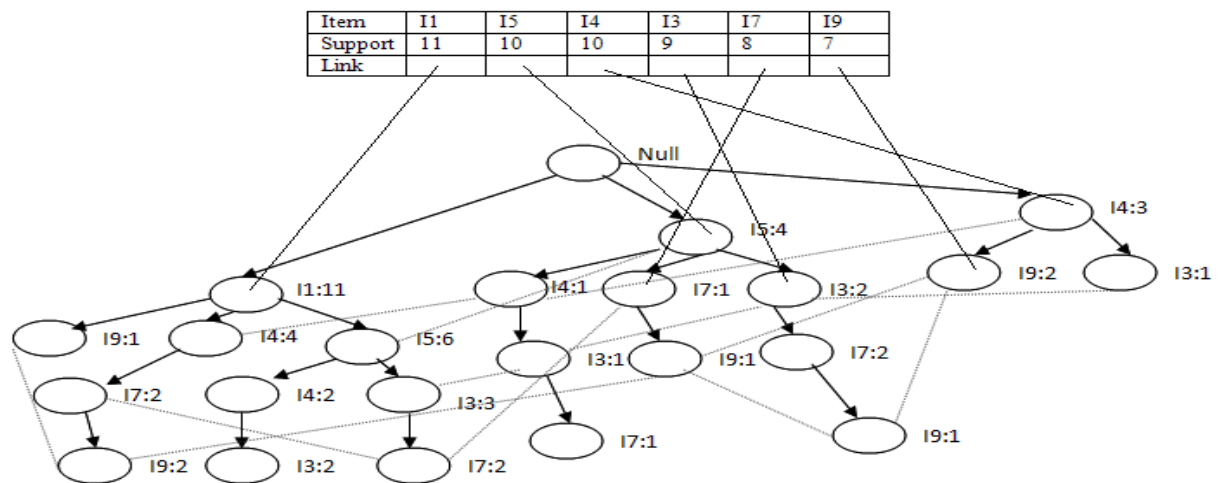 Item I1 I5 I4 I3 I7 I9
Support 11 10 10 9 8 7
Link
Null
I4:3
I5:4
I9:2
I3:1
I1:11
I4:1
I7:1
I3:2
I9:1
I4:4
I5:6
I3:1
I9:1
I7:2
I7:2
I4:2
I3:3
I7:1
I9:1
I9:2
I3:2
I7:2